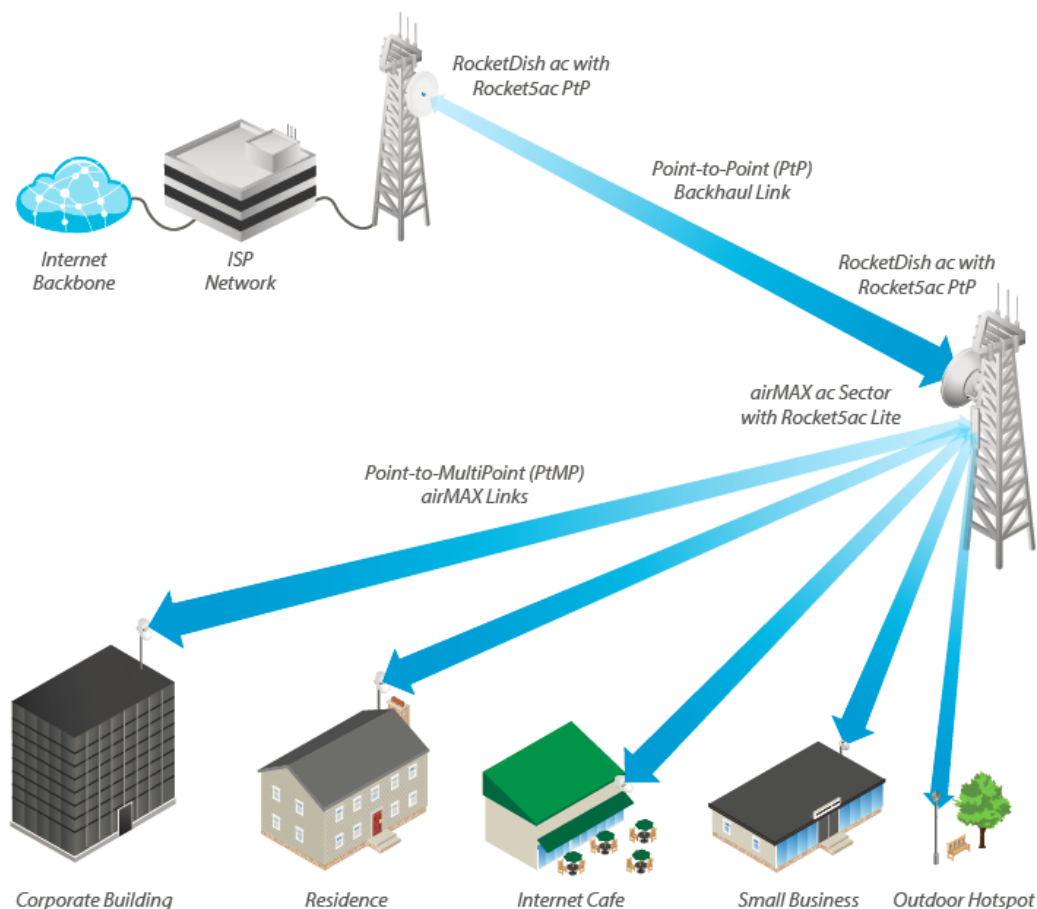 RocketDish ac with
Rocket5ac PtP
Point-to-Point (PtP)
Backhaul Link
Internet
Backbone
ISP
Network
RocketDish ac with
Rocket5ac PtP
airMAX ac Sector
with Rocket5ac Lite
Point-to-MultiPoint (PtMP)
airMAX Links
Corporate Building
Residence
Internet Cafe
Small Business
Outdoor Hotspot